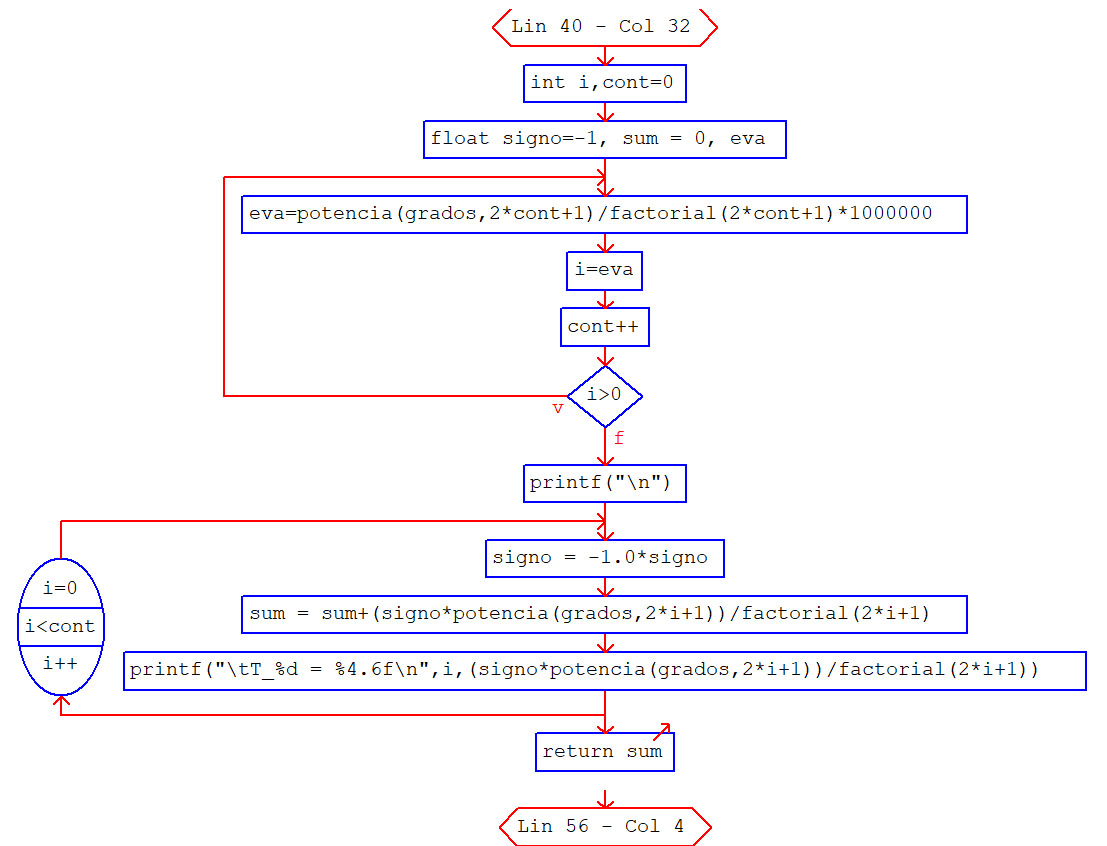 Lin 40 - Col 32
int i,cont=0
float signo=-1, sum = 0, eva
eva=potencia(grados,2*cont+1)/factorial(2*cont+1)*1000000
i=eva
cont++
i>0
v
f
printf("\n")
signo = -1.0*signo
i=0
i<cont
i++
sum = sum+(signo*potencia(grados,2*i+1))/factorial(2*i+1)
printf("\tT_%d = %4.6f\n",i,(signo*potencia(grados,2*i+1))/factorial(2*i+1))
return sum
Lin 56 - Col 4